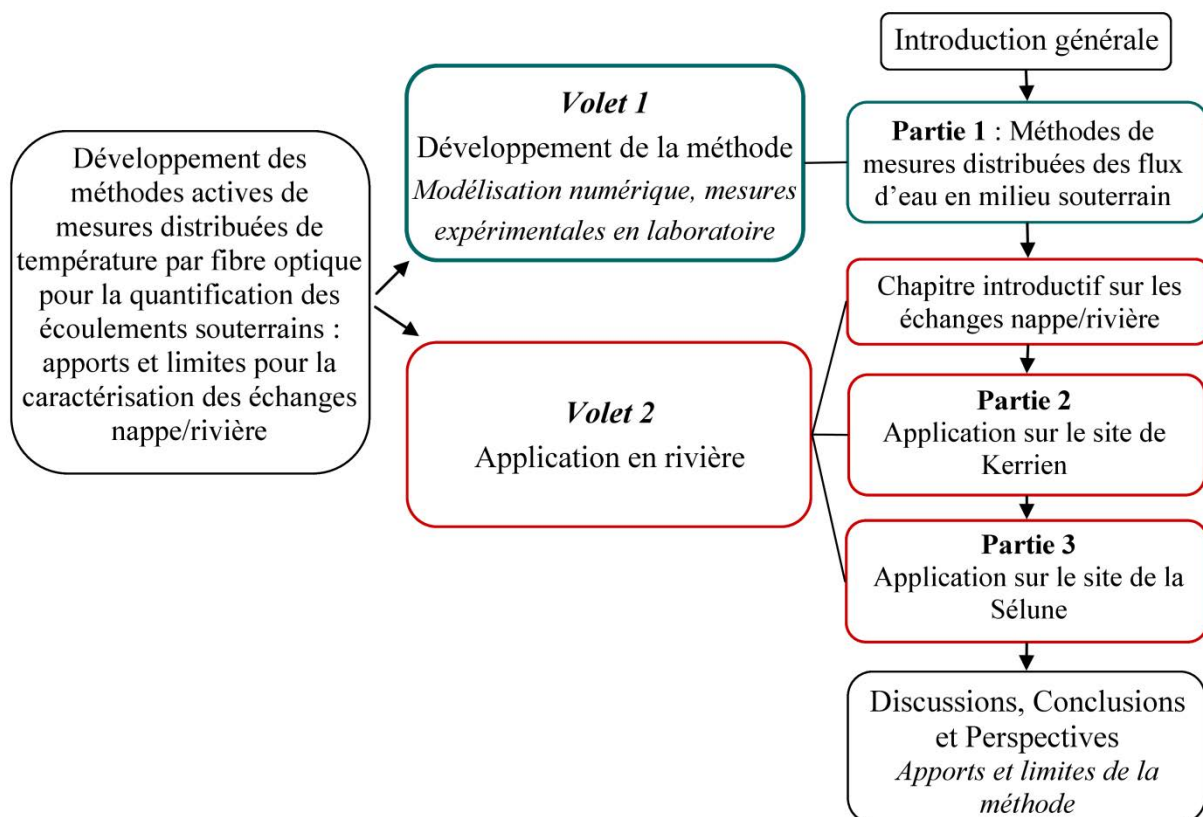 Développement des
méthodes actives de
mesures distribuées de
température par fibre optique
pour la quantification des
écoulements souterrains :
apports et limites pour la
caractérisation des échanges
nappe/rivière
Volet 1
Développement de la méthode
Modélisation numérique, mesures
expérimentales en laboratoire
Volet 2
Application en rivière
Introduction générale
Partie 1 : Méthodes de
mesures distribuées des flux
d'eau en milieu souterrain
Chapitre introductif sur les
échanges nappe/rivière
Partie 2
Application sur le site de
Kerrien
Partie 3
Application sur le site de la
Sélune
Discussions, Conclusions
et Perspectives
Apports et limites de la
méthode